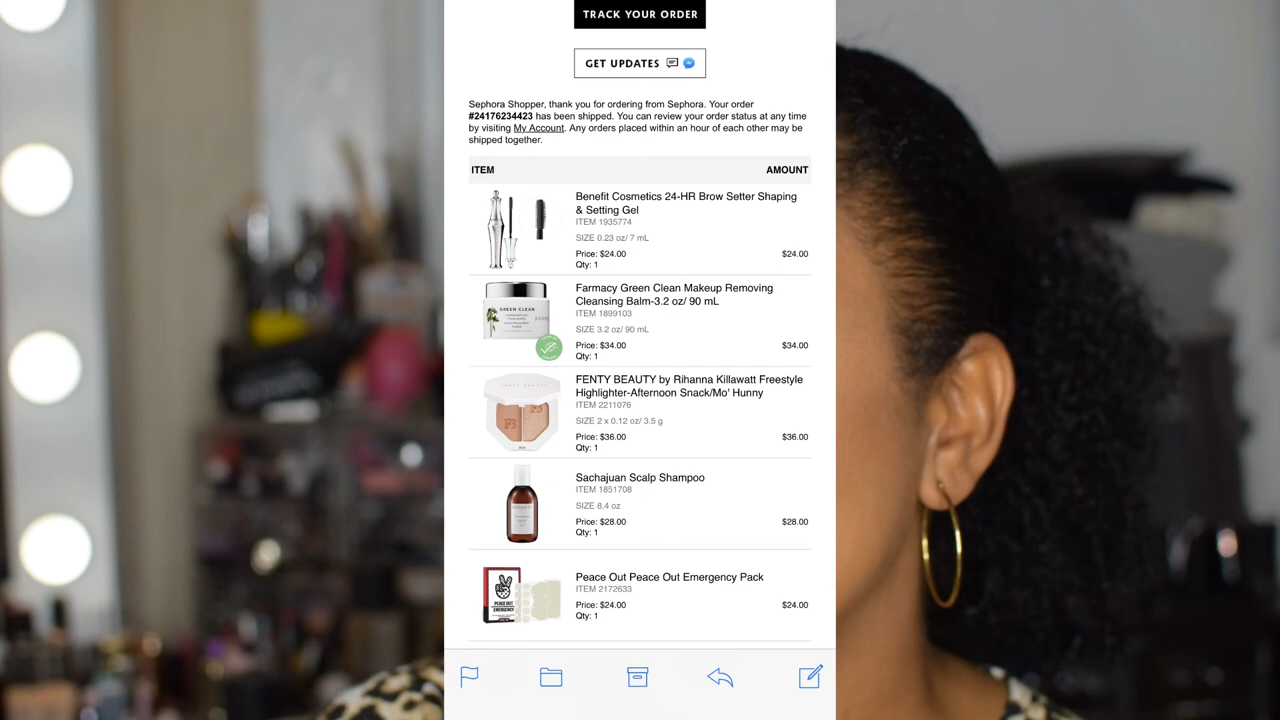 TRACK YOUR ORDER
GET UPDATES
Sephora Shopper, thank you for ordering from Sephora. Your order
#24176234423 has been shipped. You can review your order status at any time
by visiting My Account. Any orders placed within an hour of each other may be
shipped together.
ITEM AMOUNT
Benefit Cosmetics 24-HR Brow Setter Shaping
& Setting Gel
ITEM 1935774
SIZE 0.23 oz/ 7 mL
Price: $24.00 $24.00
Qty: 1
GREEN CLEAN
Farmacy Green Clean Makeup Removing
Cleansing Balm-3.2 oz/ 90 mL
ITEM 1899103
SIZE 3.2 oz/ 90 mL
Price: $34.00 $34.00
Qty: 1
FENTY BEAUTY by Rihanna Killawatt Freestyle
Highlighter-Afternoon Snack/Mo' Hunny
ITEM 2211076
SIZE 2 x 0.12 oz/ 3.5 g
Price: $36.00 $36.00
Qty: 1
Sachajuan Scalp Shampoo
ITEM 1851708
SIZE 8.4 oz
Price: $28.00 $28.00
Qty: 1
PEACE OUT
EMERGENCY
Peace Out Peace Out Emergency Pack
ITEM 2172633
Price: $24.00 $24.00
Qty: 1